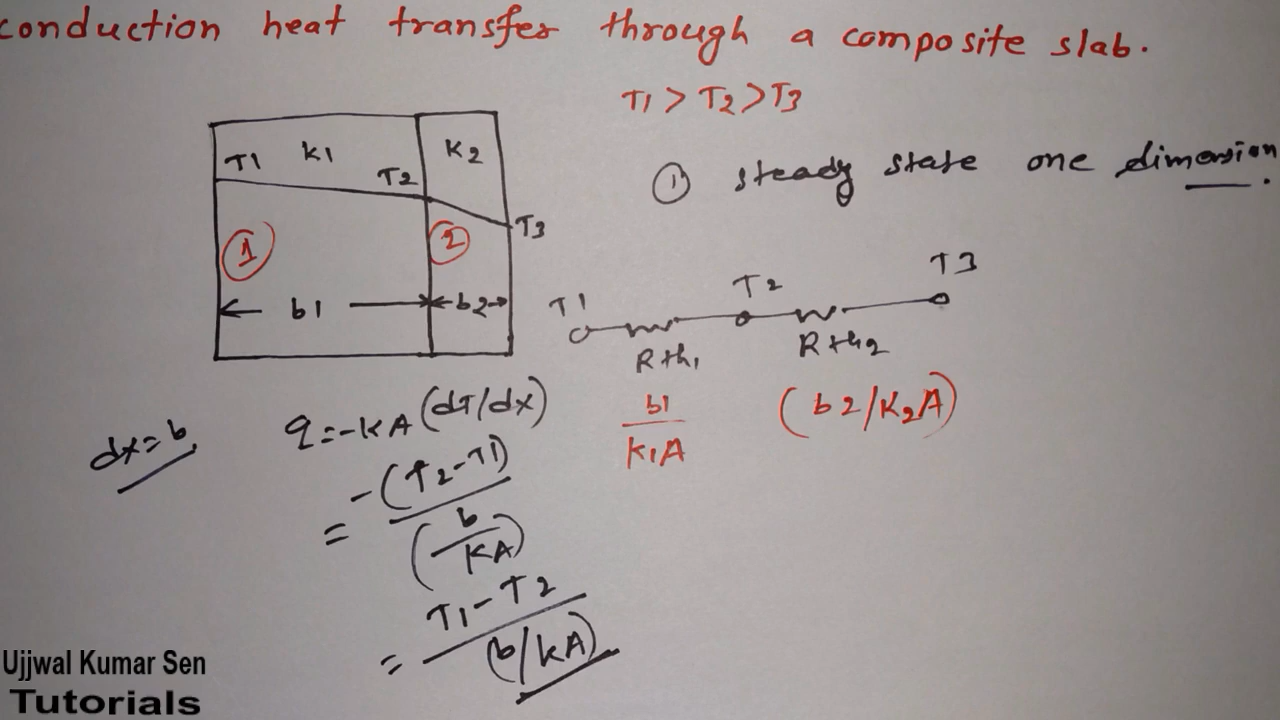 conduction heat transfer through a composite slab.
T1 > T2 > T3
① steady state one dimension.
T1 K1 T2 K2
T3
① ②
b1 b2
T1 T2 T3
Rth1 Rth2
b1/K1A (b2/K2A)
dx=b
q=-KA(dT/dx)
= -(T2-T1)/(b/KA)
= T1-T2/(b/KA)
Ujjwal Kumar Sen
Tutorials